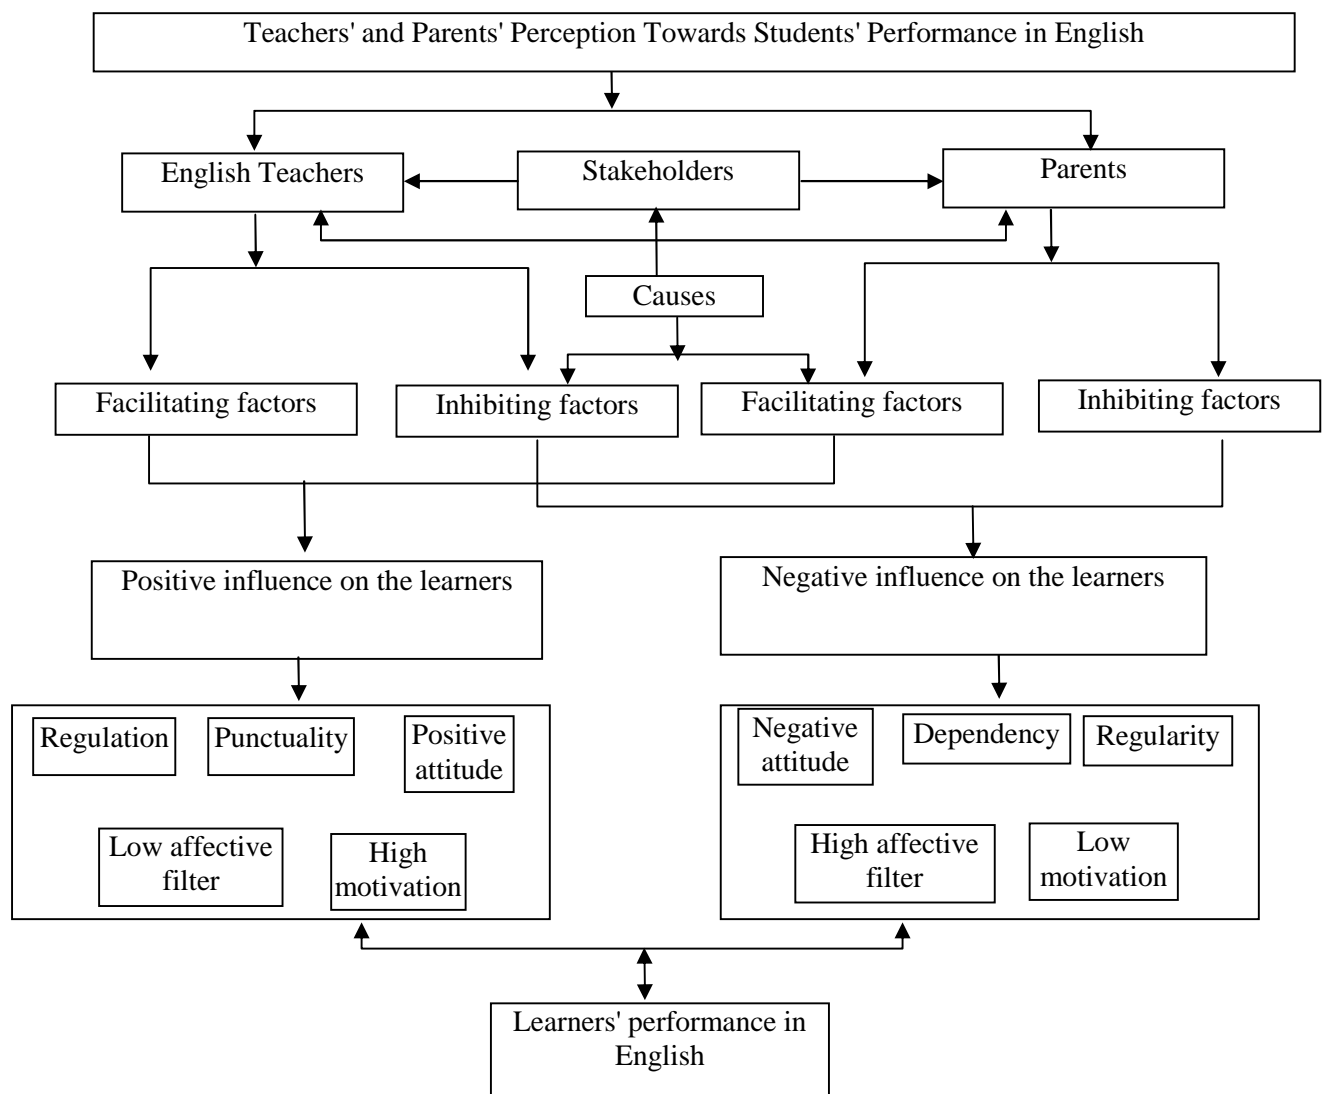 Teachers' and Parents' Perception Towards Students' Performance in English
English Teachers
Stakeholders
Parents
Causes
Facilitating factors
Inhibiting factors
Facilitating factors
Inhibiting factors
Positive influence on the learners
Negative influence on the learners
Regulation
Punctuality
Positive
attitude
Low affective
filter
High
motivation
Negative
attitude
Dependency
Regularity
High affective
filter
Low
motivation
Learners' performance in
English